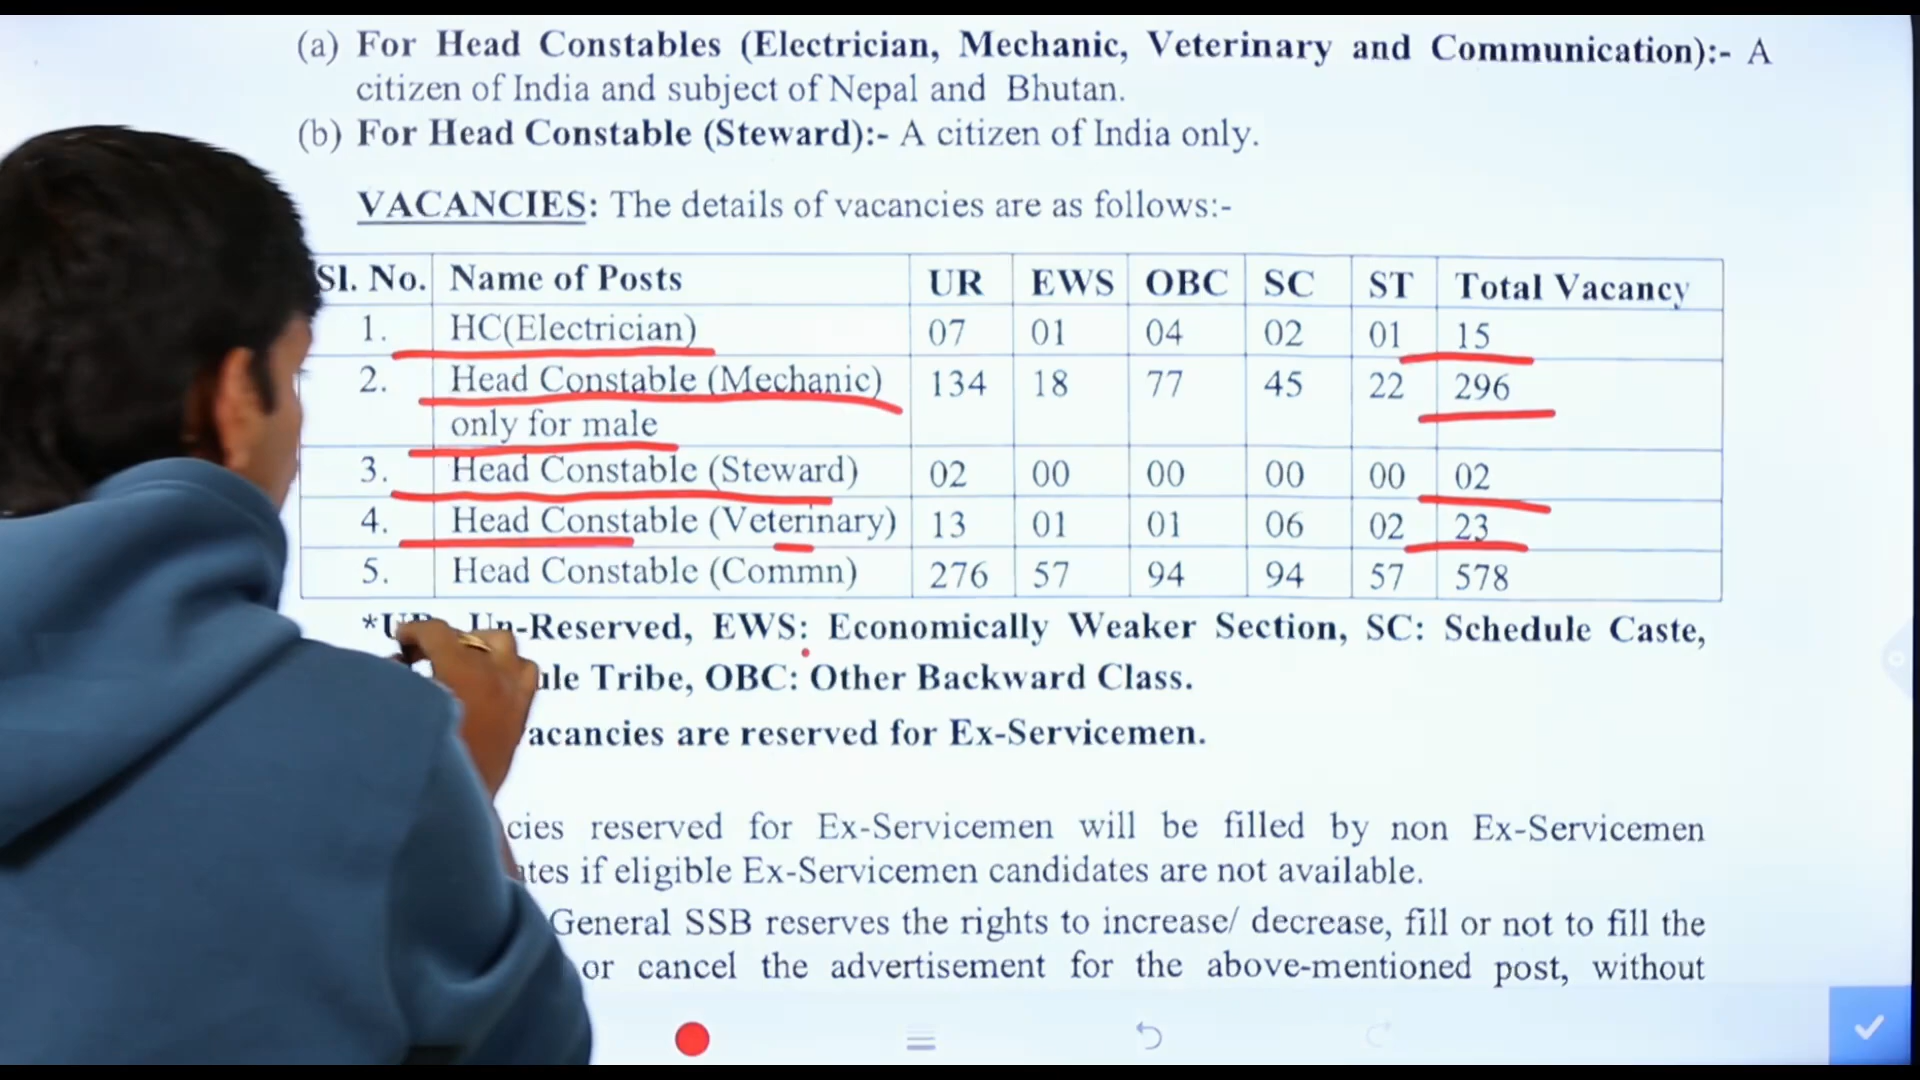 (a) For Head Constables (Electrician, Mechanic, Veterinary and Communication):- A
citizen of India and subject of Nepal and Bhutan.
(b) For Head Constable (Steward):- A citizen of India only.
VACANCIES: The details of vacancies are as follows:-
Sl. No. Name of Posts UR EWS OBC SC ST Total Vacancy
1. HC(Electrician) 07 01 04 02 01 15
2. Head Constable (Mechanic) 134 18 77 45 22 296
only for male
3. Head Constable (Steward) 02 00 00 00 00 02
4. Head Constable (Veterinary) 13 01 01 06 02 23
5. Head Constable (Commn) 276 57 94 94 57 578
*UR: Un-Reserved, EWS: Economically Weaker Section, SC: Schedule Caste,
Tribe, OBC: Other Backward Class.
acancies are reserved for Ex-Servicemen.
cies reserved for Ex-Servicemen will be filled by non Ex-Servicemen
ates if eligible Ex-Servicemen candidates are not available.
General SSB reserves the rights to increase/ decrease, fill or not to fill the
or cancel the advertisement for the above-mentioned post, without